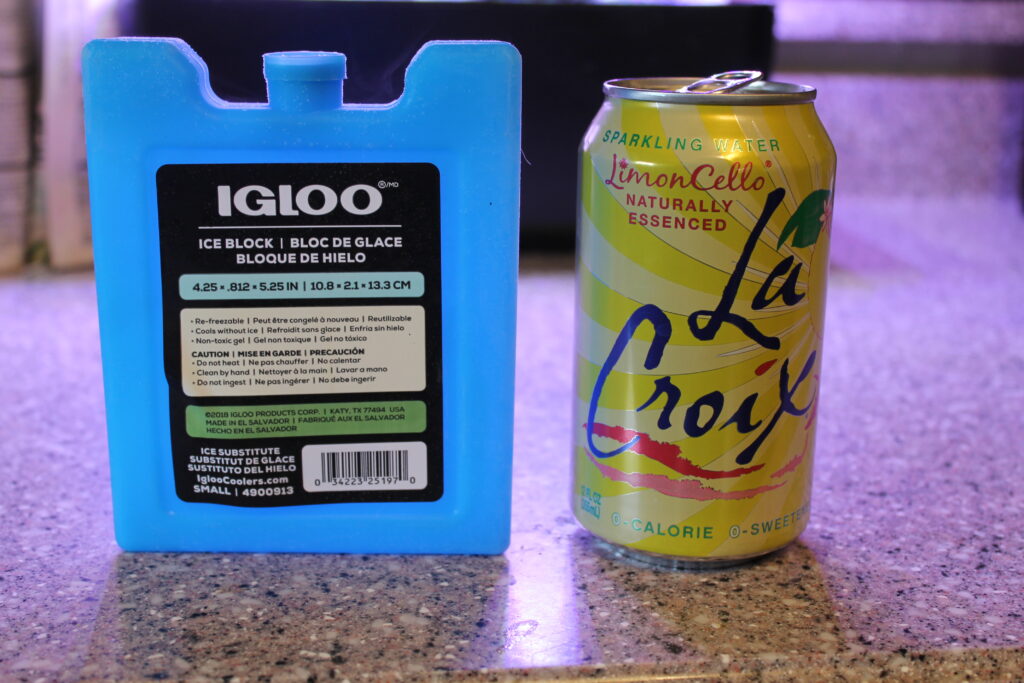 IGLOO ®/MD
ICE BLOCK | BLOC DE GLACE
BLOQUE DE HIELO
4.25 × .812 × 5.25 IN | 10.8 × 2.1 × 13.3 CM
• Re-freezable | Peut être congelé à nouveau | Reutilizable
• Cools without ice | Refroidit sans glace | Enfría sin hielo
• Non-toxic gel | Gel non toxique | Gel no tóxico
CAUTION | MISE EN GARDE | PRECAUCIÓN
• Do not heat | Ne pas chauffer | No calentar
• Clean by hand | Nettoyer à la main | Lavar a mano
• Do not ingest | Ne pas ingérer | No debe ingerir
©2018 IGLOO PRODUCTS CORP. | KATY, TX 77494 USA
MADE IN EL SALVADOR | FABRIQUÉ AUX EL SALVADOR
HECHO EN EL SALVADOR
ICE SUBSTITUTE
SUBSTITUT DE GLACE
SUSTITUTO DEL HIELO
IglooCoolers.com
SMALL | 4900913
0 34223 25197 0
SPARKLING WATER
LimonCello®
NATURALLY
ESSENCED
La
Croix
12 FL OZ
(355mL)
0-CALORIE 0-SWEETEN